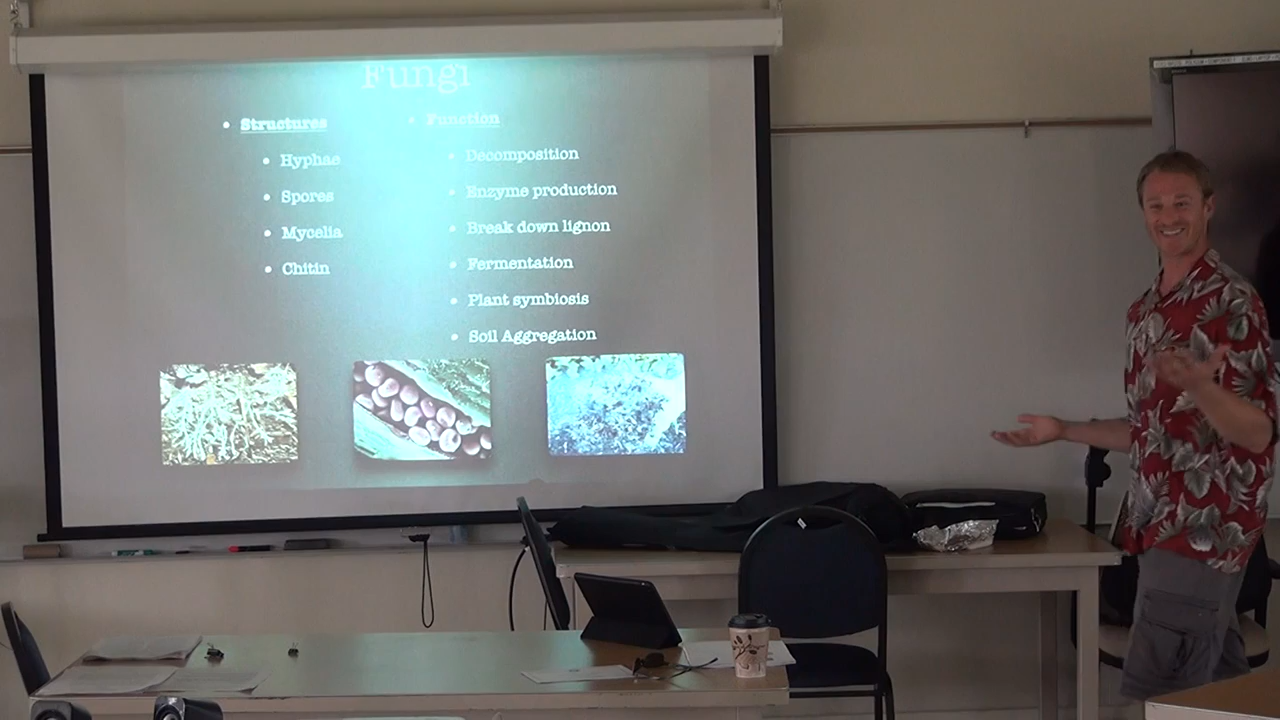 Fungi
Structures
Hyphae
Spores
Mycelia
Chitin
Function
Decomposition
Enzyme production
Break down lignon
Fermentation
Plant symbiosis
Soil Aggregation